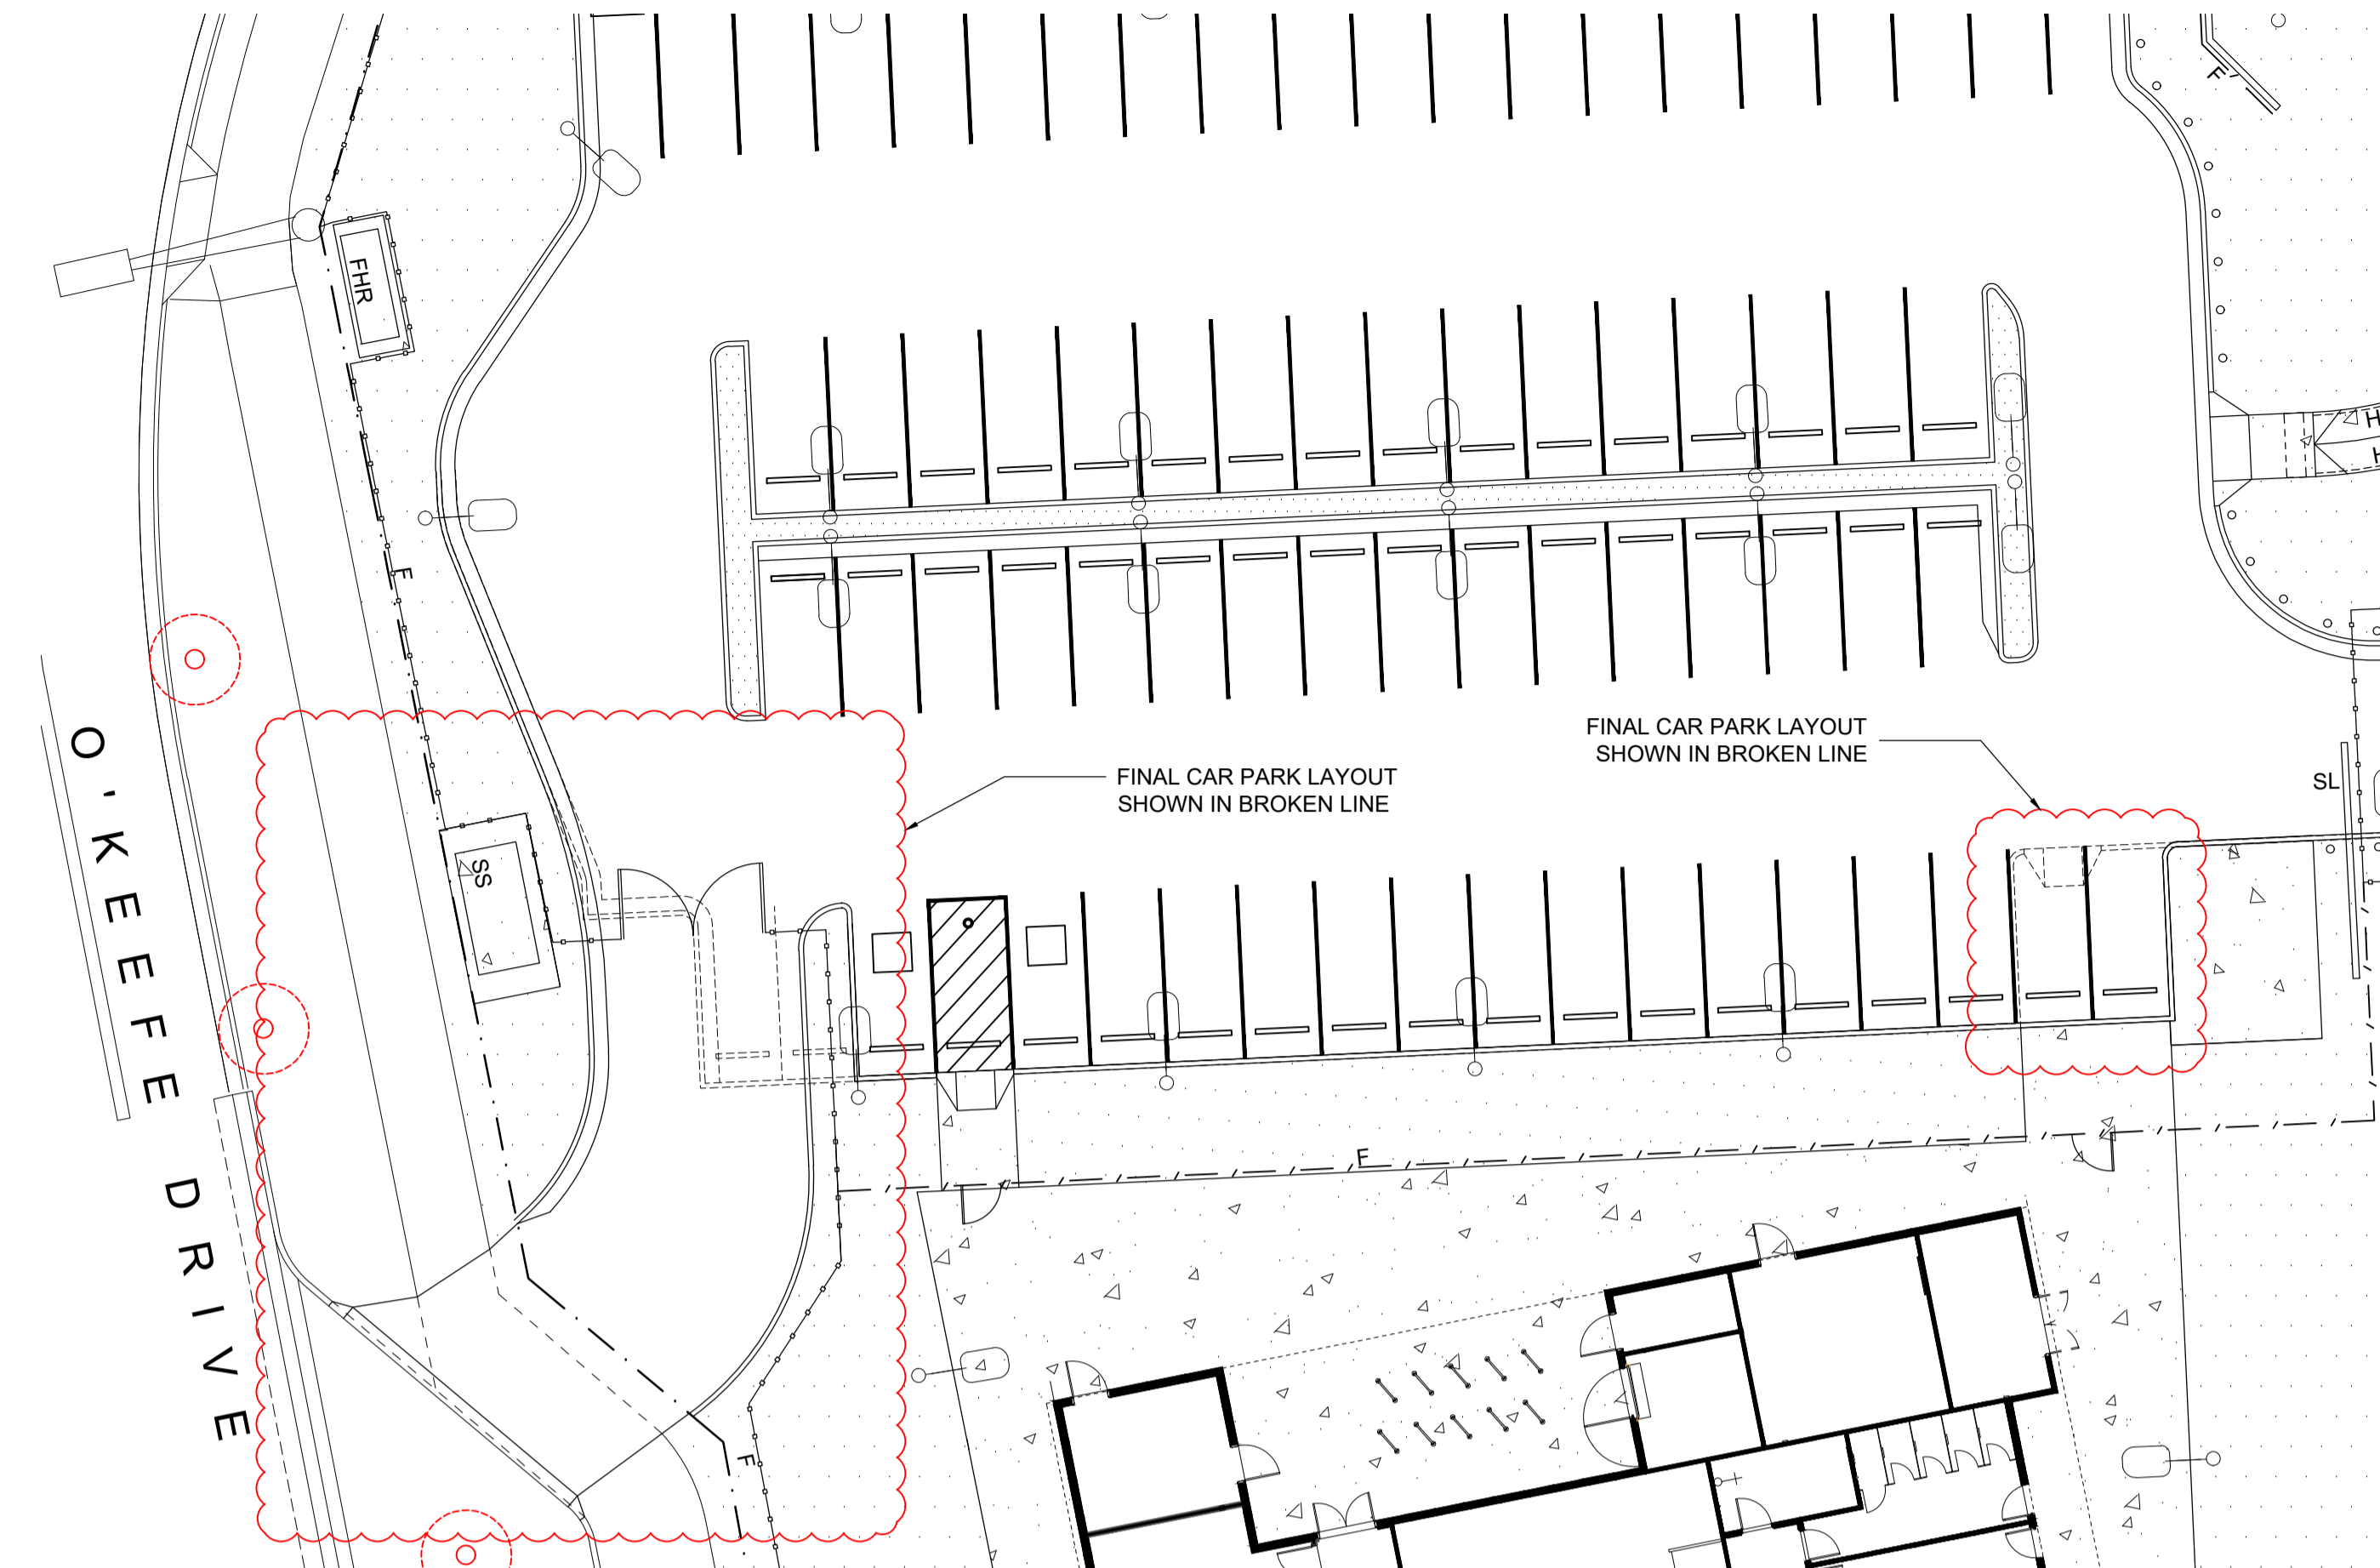 F
FHR
H
H
F
O'KEEFE DRIVE
FINAL CAR PARK LAYOUT
SHOWN IN BROKEN LINE
FINAL CAR PARK LAYOUT
SHOWN IN BROKEN LINE
SL
SS
F
F